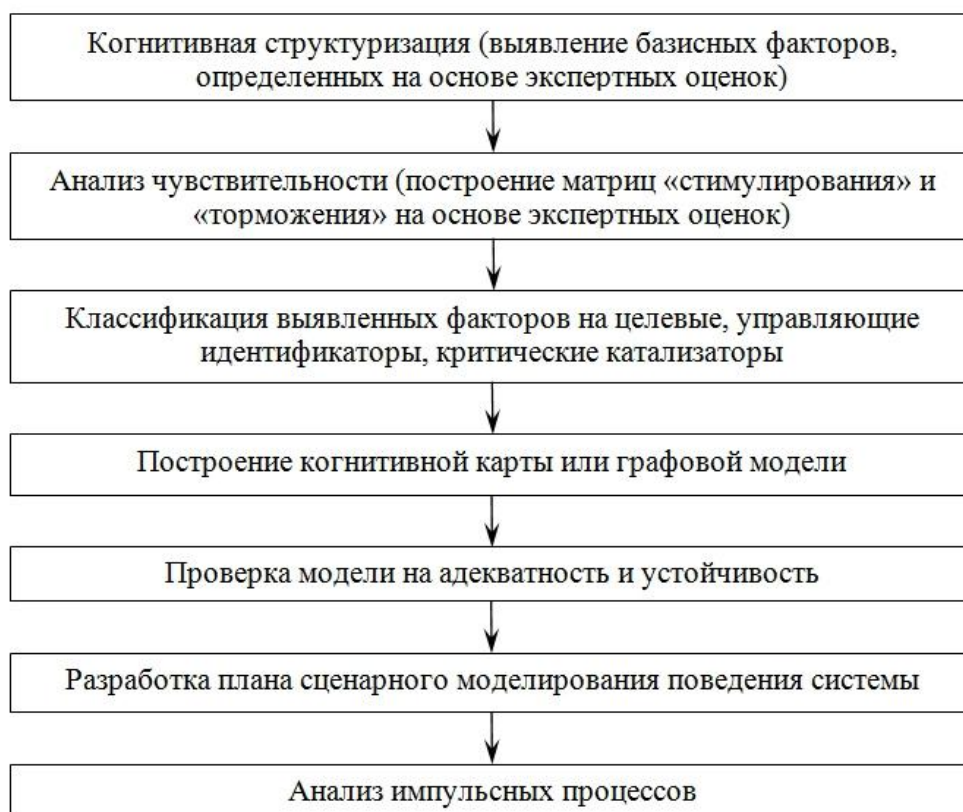 Когнитивная структуризация (выявление базисных факторов,
определенных на основе экспертных оценок)
Анализ чувствительности (построение матриц «стимулирования» и
«торможения» на основе экспертных оценок)
Классификация выявленных факторов на целевые, управляющие
идентификаторы, критические катализаторы
Построение когнитивной карты или графовой модели
Проверка модели на адекватность и устойчивость
Разработка плана сценарного моделирования поведения системы
Анализ импульсных процессов